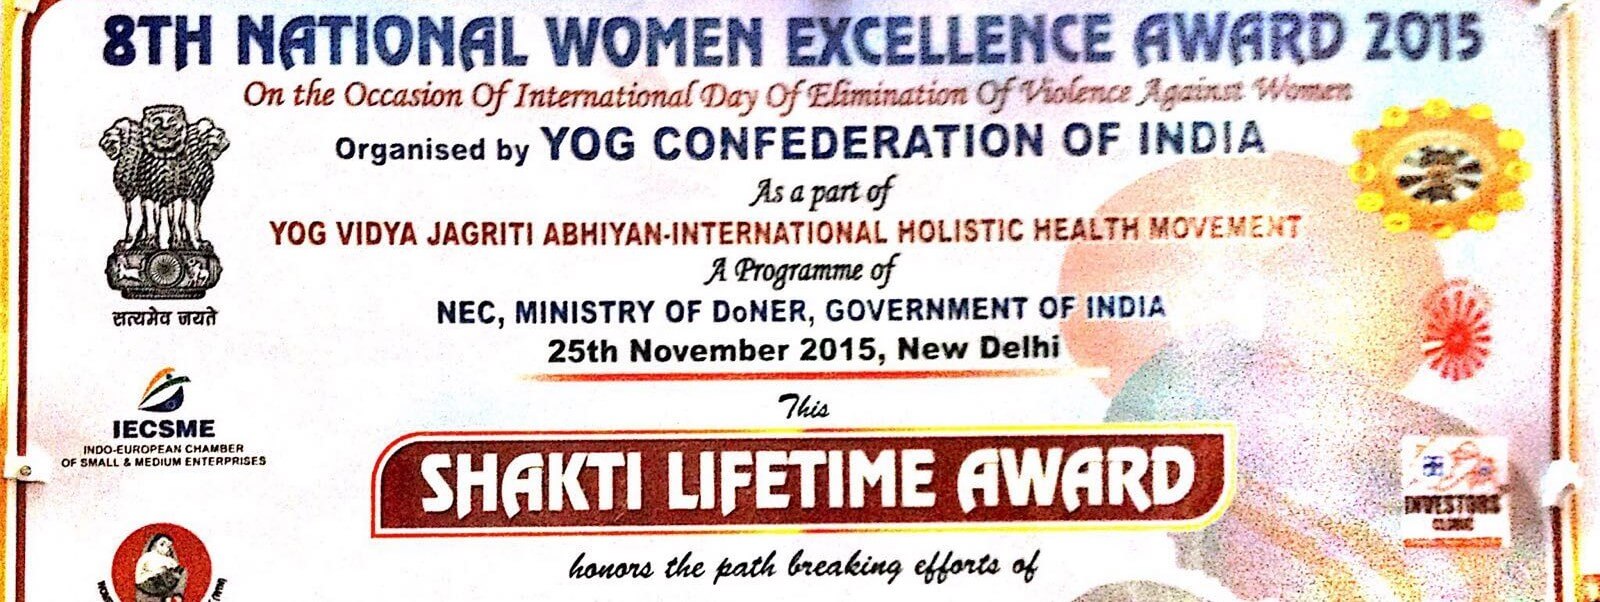 8TH NATIONAL WOMEN EXCELLENCE AWARD 2015
On the Occasion Of International Day Of Elimination Of Violence Against Women
Organised by YOG CONFEDERATION OF INDIA
As a part of
YOG VIDYA JAGRITI ABHIYAN-INTERNATIONAL HOLISTIC HEALTH MOVEMENT
A Programme of
NEC, MINISTRY OF DoNER, GOVERNMENT OF INDIA
25th November 2015, New Delhi
सत्यमेव जयते
This
IECSME
INDO-EUROPEAN CHAMBER
OF SMALL & MEDIUM ENTERPRISES
SHAKTI LIFETIME AWARD
INVESTORS
CLINIC
honors the path breaking efforts of